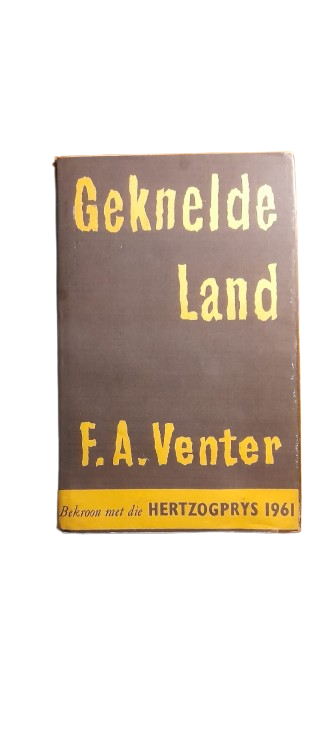 Geknelde
Land
F. A. Venter
Bekroon met die HERTZOGPRYS 1961